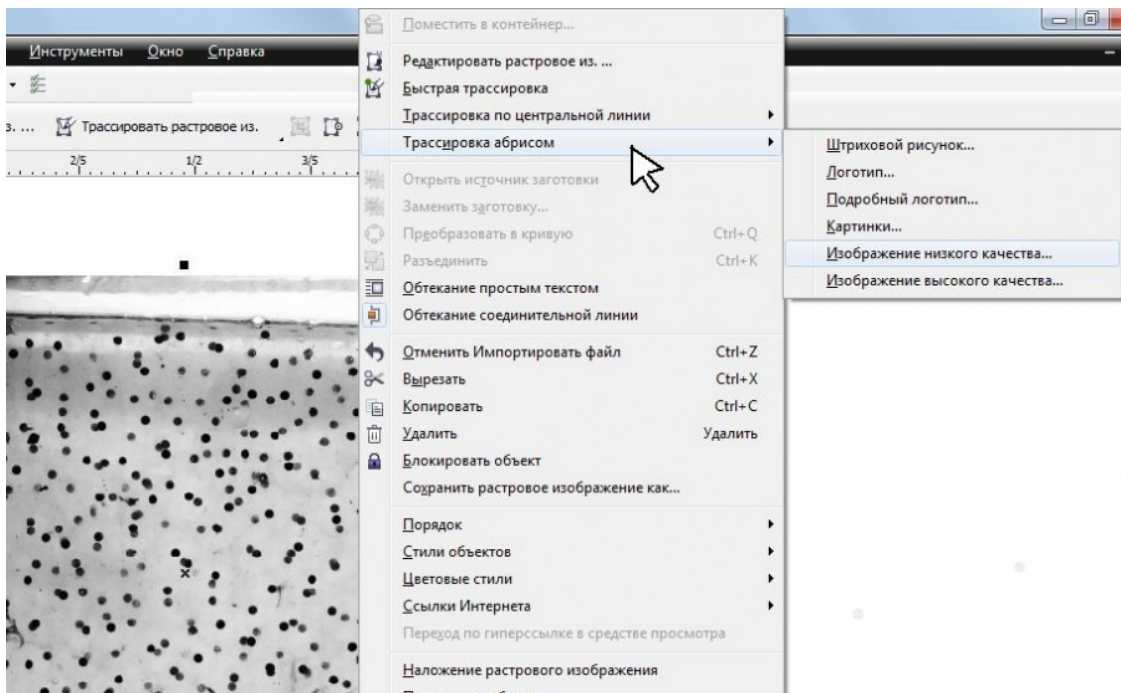 Инструменты Окно Справка
з. ... Трассировать растровое из.
2/5 1/2 3/5
Поместить в контейнер...
Редактировать растровое из. ...
Быстрая трассировка
Трассировка по центральной линии
Трассировка абрисом
Открыть источник заготовки
Заменить заготовку...
Преобразовать в кривую Ctrl+Q
Разъединить Ctrl+K
Обтекание простым текстом
Обтекание соединительной линии
Отменить Импортировать файл Ctrl+Z
Вырезать Ctrl+X
Копировать Ctrl+C
Удалить Удалить
Блокировать объект
Сохранить растровое изображение как...
Порядок
Стили объектов
Цветовые стили
Ссылки Интернета
Переход по гиперссылке в средстве просмотра
Наложение растрового изображения
Штриховой рисунок...
Логотип...
Подробный логотип...
Картинки...
Изображение низкого качества...
Изображение высокого качества...